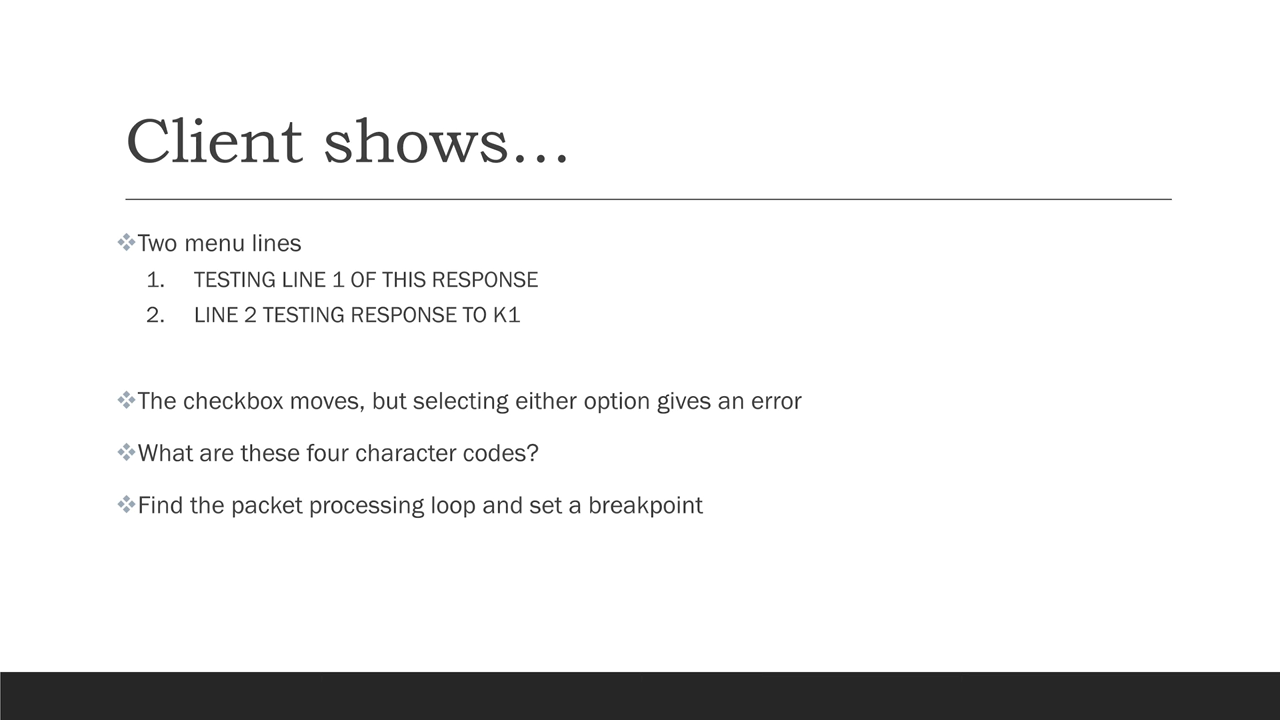 Client shows…
❖Two menu lines
1. TESTING LINE 1 OF THIS RESPONSE
2. LINE 2 TESTING RESPONSE TO K1
❖The checkbox moves, but selecting either option gives an error
❖What are these four character codes?
❖Find the packet processing loop and set a breakpoint